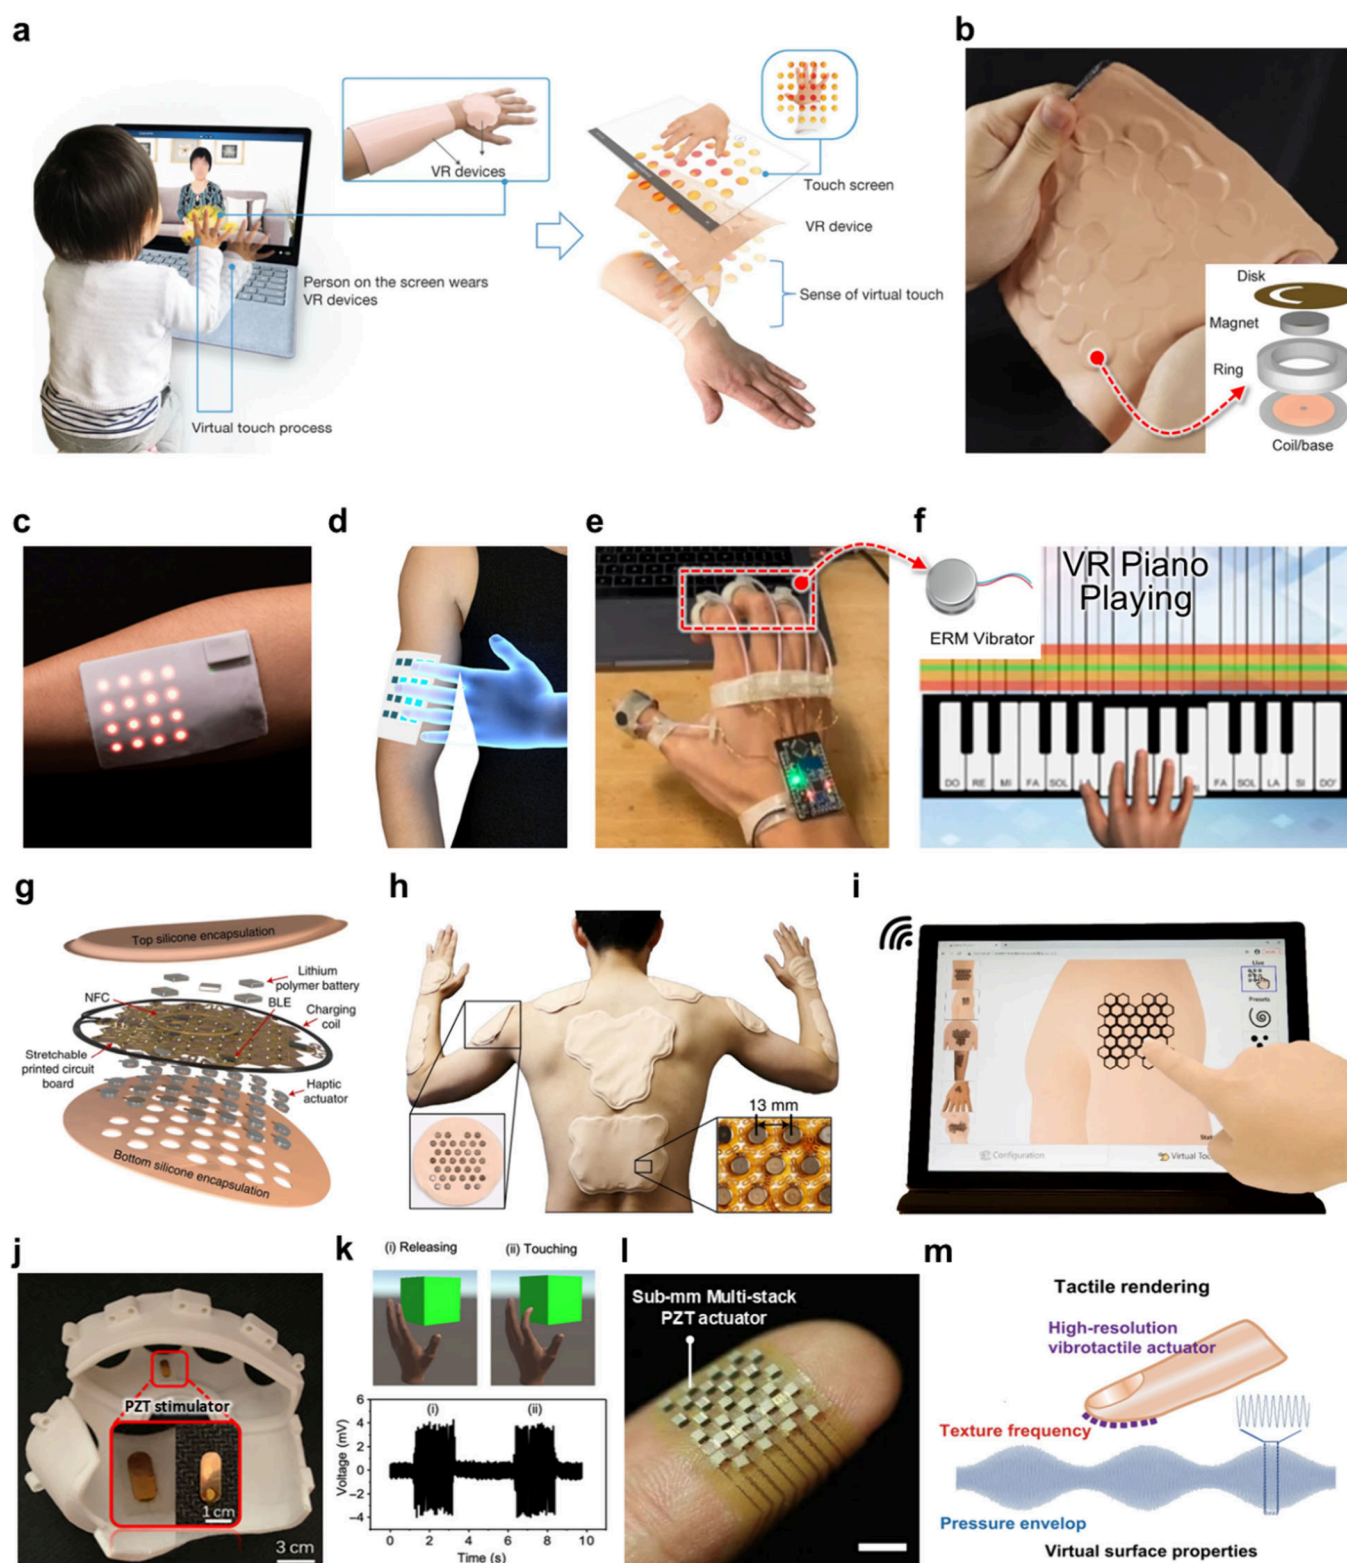 a
VR devices
Touch screen
VR device
Person on the screen wears
VR devices
Sense of virtual touch
Virtual touch process
b
Disk
Magnet
Ring
Coil/base
c
d
e
f
ERM Vibrator
VR Piano
Playing
DO RE MI FA SOL LA FA SOL LA SI DO'
g
Top silicone encapsulation
Lithium
polymer battery
NFC
BLE
Charging
coil
Stretchable
printed circuit
board
Haptic
actuator
Bottom silicone encapsulation
h
13 mm
i
Live
Presets
Configuration
Virtual
j
PZT stimulator
1 cm
3 cm
k
(i) Releasing
(ii) Touching
(i)
(ii)
Voltage (mV)
6
4
2
0
−2
−4
0 2 4 6 8 10
Time (s)
l
Sub-mm Multi-stack
PZT actuator
m
Tactile rendering
High-resolution
vibrotactile actuator
Texture frequency
Pressure envelop
Virtual surface properties